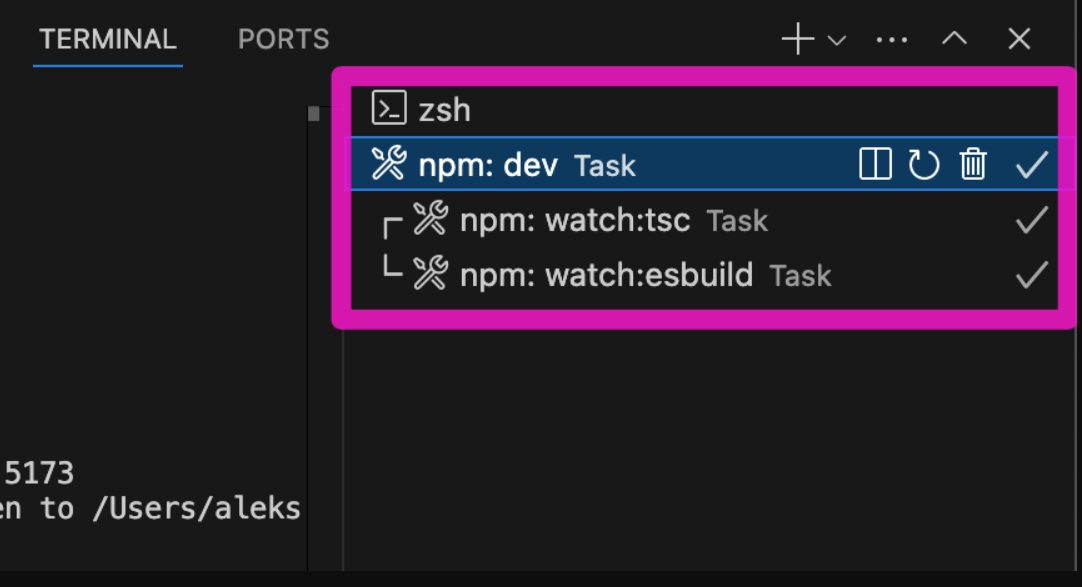 TERMINAL PORTS
zsh
npm: dev Task
npm: watch:tsc Task
npm: watch:esbuild Task
5173
en to /Users/aleks